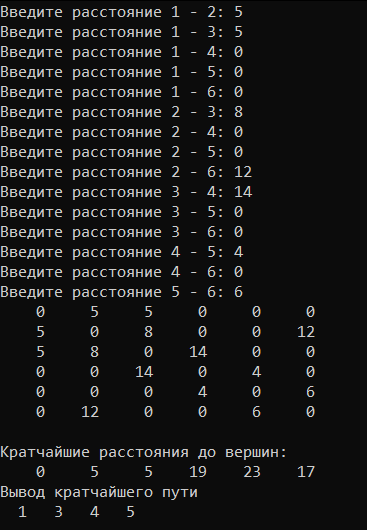 Введите расстояние 1 - 2: 5
Введите расстояние 1 - 3: 5
Введите расстояние 1 - 4: 0
Введите расстояние 1 - 5: 0
Введите расстояние 1 - 6: 0
Введите расстояние 2 - 3: 8
Введите расстояние 2 - 4: 0
Введите расстояние 2 - 5: 0
Введите расстояние 2 - 6: 12
Введите расстояние 3 - 4: 14
Введите расстояние 3 - 5: 0
Введите расстояние 3 - 6: 0
Введите расстояние 4 - 5: 4
Введите расстояние 4 - 6: 0
Введите расстояние 5 - 6: 6
0 5 5 0 0 0
5 0 8 0 0 12
5 8 0 14 0 0
0 0 14 0 4 0
0 0 0 4 0 6
0 12 0 0 6 0
Кратчайшие расстояния до вершин:
0 5 5 19 23 17
Вывод кратчайшего пути
1 3 4 5